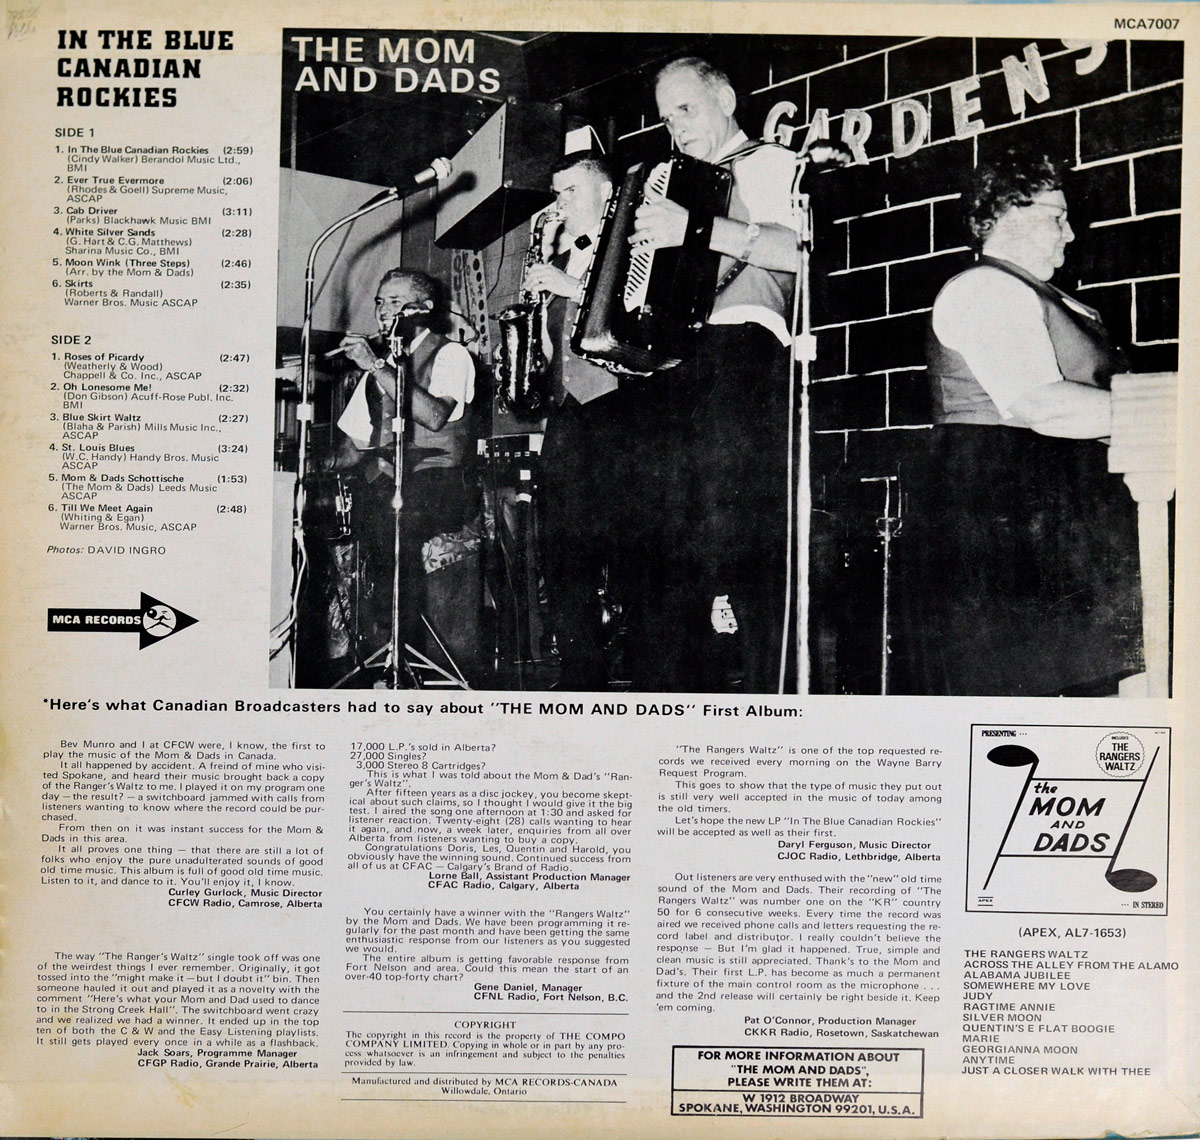 MCA7007
IN THE BLUE
CANADIAN
ROCKIES
THE MOM
AND DADS
GARDENS
SIDE 1
1. In The Blue Canadian Rockies (2:59)
(Cindy Walker) Berandol Music Ltd.,
BMI
2. Ever True Evermore (2:06)
(Rhodes & Goell) Supreme Music,
ASCAP
3. Cab Driver (3:11)
(Parks) Blackhawk Music BMI
4. White Silver Sands (2:28)
(G. Hart & C.G. Matthews)
Sharina Music Co., BMI
5. Moon Wink (Three Steps) (2:46)
(Arr. by the Mom & Dads)
6. Skirts (2:35)
(Roberts & Randall)
Warner Bros. Music ASCAP
SIDE 2
1. Roses of Picardy (2:47)
(Weatherly & Wood)
Chappell & Co. Inc., ASCAP
2. Oh Lonesome Me! (2:32)
(Don Gibson) Acuff-Rose Publ. Inc.
BMI
3. Blue Skirt Waltz (2:27)
(Blaha & Parish) Mills Music Inc.,
ASCAP
4. St. Louis Blues (3:24)
(W.C. Handy) Handy Bros. Music
ASCAP
5. Mom & Dads Schottische (1:53)
(The Mom & Dads) Leeds Music
ASCAP
6. Till We Meet Again (2:48)
(Whiting & Egan)
Warner Bros. Music, ASCAP
Photos: DAVID INGRO
MCA RECORDS
*Here's what Canadian Broadcasters had to say about "THE MOM AND DADS" First Album:
Bev Munro and I at CFCW were, I know, the first to
play the music of the Mom & Dads in Canada.
It all happened by accident. A freind of mine who visi-
ted Spokane, and heard their music brought back a copy
of the Ranger's Waltz to me. I played it on my program one
day — the result? — a switchboard jammed with calls from
listeners wanting to know where the record could be pur-
chased.
From then on it was instant success for the Mom &
Dads in this area.
It all proves one thing — that there are still a lot of
folks who enjoy the pure unadulterated sounds of good
old time music. This album is full of good old time music.
Listen to it, and dance to it. You'll enjoy it, I know.
Curley Gurlock, Music Director
CFCW Radio, Camrose, Alberta
The way "The Ranger's Waltz" single took off was one
of the weirdest things I ever remember. Originally, it got
tossed into the "might make it — but I doubt it" bin. Then
someone hauled it out and played it as a novelty with the
comment "Here's what your Mom and Dad used to dance
to in the Strong Creek Hall". The switchboard went crazy
and we realized we had a winner. It ended up in the top
ten of both the C & W and the Easy Listening playlists.
It still gets played every once in a while as a flashback.
Jack Soars, Programme Manager
CFGP Radio, Grande Prairie, Alberta
17,000 L.P.'s sold in Alberta?
27,000 Singles?
3,000 Stereo 8 Cartridges?
This is what I was told about the Mom & Dad's "Ran-
ger's Waltz".
After fifteen years as a disc jockey, you become skept-
ical about such claims, so I thought I would give it the big
test. I aired the song one afternoon at 1:30 and asked for
listener reaction. Twenty-eight (28) calls wanting to hear
it again, and now, a week later, enquiries from all over
Alberta from listeners wanting to buy a copy.
Congratulations Doris, Les, Quentin and Harold, you
obviously have the winning sound. Continued success from
all of us at CFAC — Calgary's Brand of Radio.
Lorne Ball, Assistant Production Manager
CFAC Radio, Calgary, Alberta
You certainly have a winner with the "Rangers Waltz"
by the Mom and Dads. We have been programming it re-
gularly for the past month and have been getting the same
enthusiastic response from our listeners as you suggested
we would.
The entire album is getting favorable response from
Fort Nelson and area. Could this mean the start of an
over-40 top-forty chart?
Gene Daniel, Manager
CFNL Radio, Fort Nelson, B.C.
COPYRIGHT
The copyright in this record is the property of THE COMPO
COMPANY LIMITED. Copying in whole or in part by any pro-
cess whatsoever is an infringement and subject to the penalties
provided by law.
Manufactured and distributed by MCA RECORDS-CANADA
Willowdale, Ontario
"The Rangers Waltz" is one of the top requested re-
cords we received every morning on the Wayne Barry
Request Program.
This goes to show that the type of music they put out
is still very well accepted in the music of today among
the old timers.
Let's hope the new LP "In The Blue Canadian Rockies"
will be accepted as well as their first.
Daryl Ferguson, Music Director
CJOC Radio, Lethbridge, Alberta
Out listeners are very enthused with the "new" old time
sound of the Mom and Dads. Their recording of "The
Rangers Waltz" was number one on the "KR" country
50 for 6 consecutive weeks. Every time the record was
aired we received phone calls and letters requesting the re-
cord label and distributor. I really couldn't believe the
response — But I'm glad it happened. True, simple and
clean music is still appreciated. Thank's to the Mom and
Dad's. Their first L.P. has become as much a permanent
fixture of the main control room as the microphone . . .
and the 2nd release will certainly be right beside it. Keep
'em coming.
Pat O'Connor, Production Manager
CKKR Radio, Rosetown, Saskatchewan
FOR MORE INFORMATION ABOUT
"THE MOM AND DADS",
PLEASE WRITE THEM AT:
W 1912 BROADWAY
SPOKANE, WASHINGTON 99201, U.S.A.
PRESENTING ...
INCLUDES
THE
RANGERS
WALTZ
the
MOM
AND
DADS
APEX
... IN STEREO
(APEX, AL7-1653)
THE RANGERS WALTZ
ACROSS THE ALLEY FROM THE ALAMO
ALABAMA JUBILEE
SOMEWHERE MY LOVE
JUDY
RAGTIME ANNIE
SILVER MOON
QUENTIN'S E FLAT BOOGIE
MARIE
GEORGIANNA MOON
ANYTIME
JUST A CLOSER WALK WITH THEE